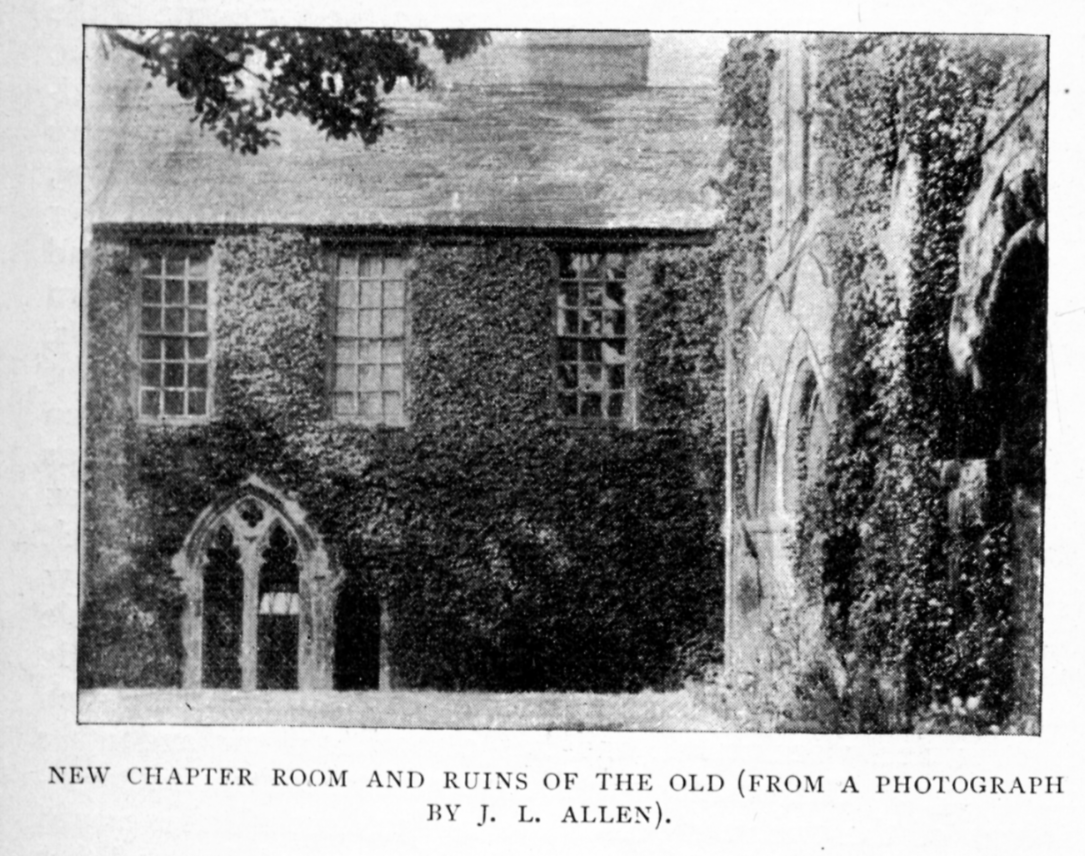 NEW CHAPTER ROOM AND RUINS OF THE OLD (FROM A PHOTOGRAPH
BY J. L. ALLEN).